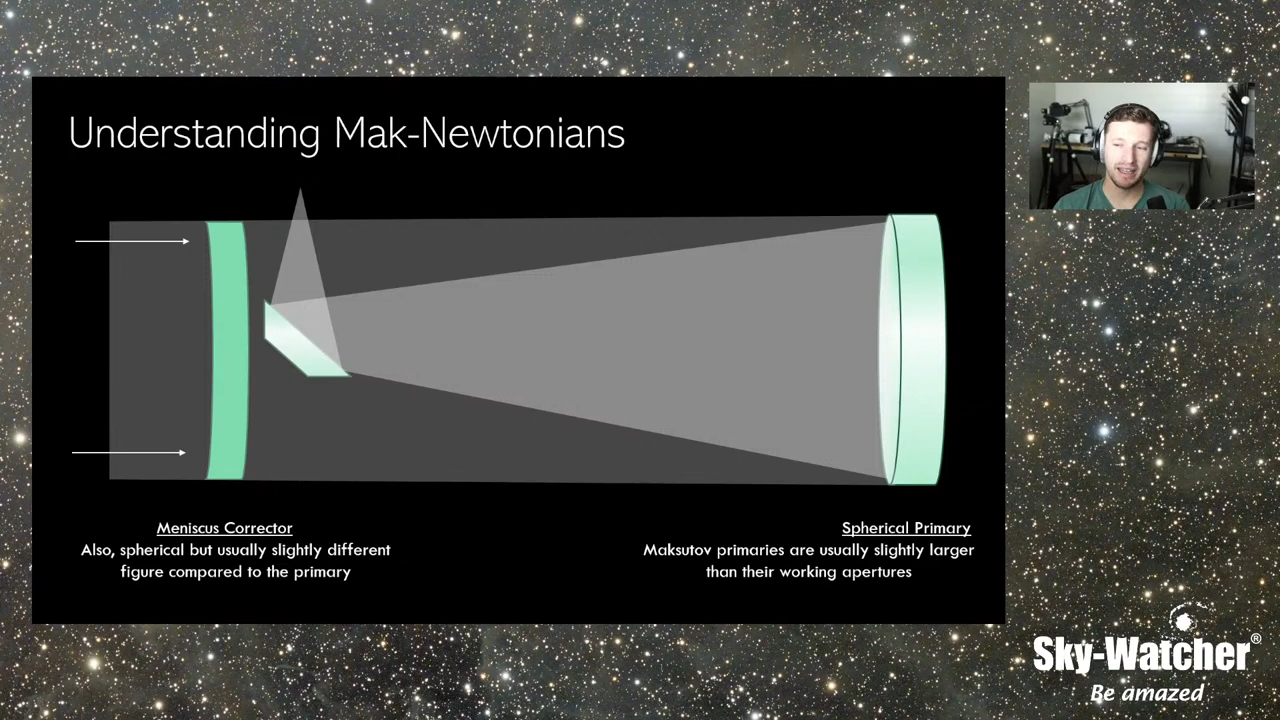 Understanding Mak-Newtonians
Meniscus Corrector
Also, spherical but usually slightly different
figure compared to the primary
Spherical Primary
Maksutov primaries are usually slightly larger
than their working apertures
Sky-Watcher®
Be amazed